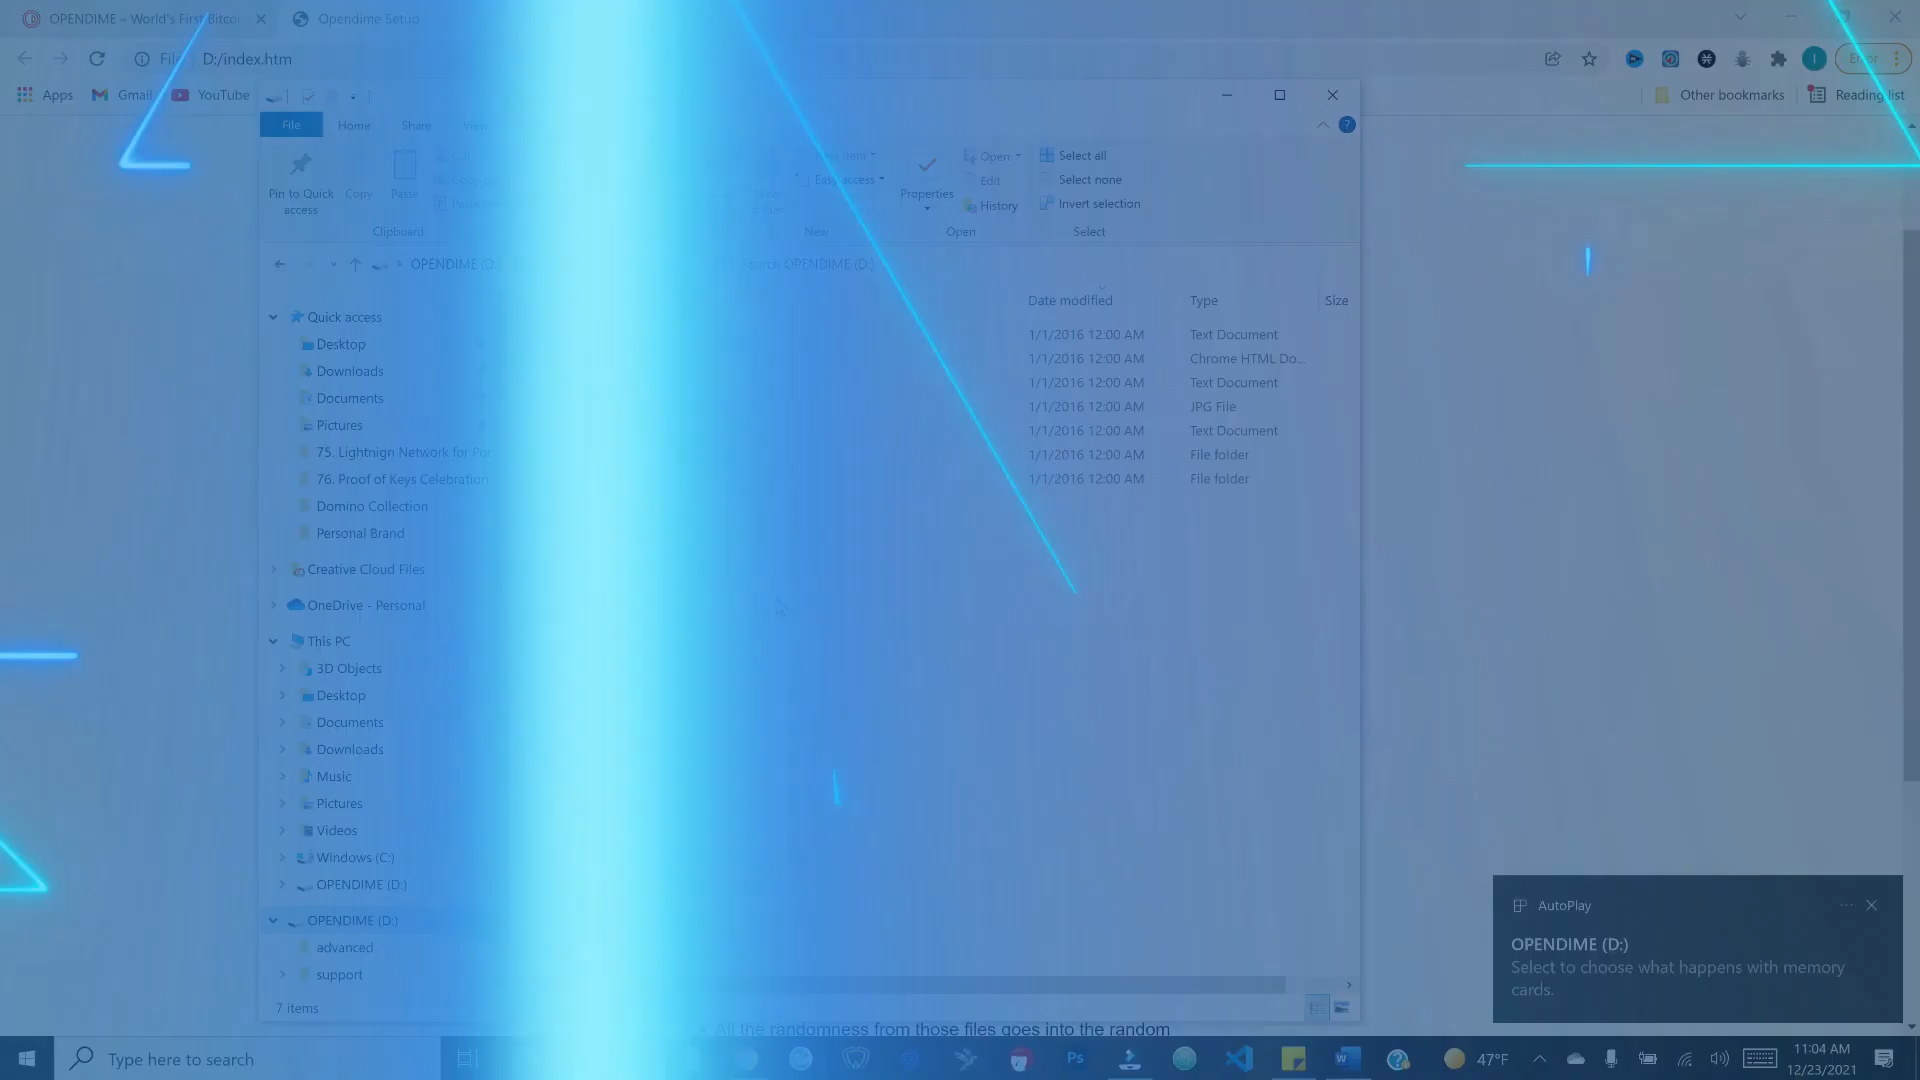 OPENDIME – World's First Bitco
Opendime Setup
File D:/index.htm
Error
Apps Gmail YouTube
Other bookmarks Reading list
File Home Share View
Pin to Quick access
Copy
Paste
Cut
Clipboard
New item
Easy access
New
Properties
Open
Edit
History
Open
Select all
Select none
Invert selection
Select
OPENDIME (D:
Search OPENDIME (D:)
Date modified Type Size
1/1/2016 12:00 AM Text Document
1/1/2016 12:00 AM Chrome HTML Do...
1/1/2016 12:00 AM Text Document
1/1/2016 12:00 AM JPG File
1/1/2016 12:00 AM Text Document
1/1/2016 12:00 AM File folder
1/1/2016 12:00 AM File folder
Quick access
Desktop
Downloads
Documents
Pictures
75. Lightnign Network for Por
76. Proof of Keys Celebration
Domino Collection
Personal Brand
Creative Cloud Files
OneDrive - Personal
This PC
3D Objects
Desktop
Documents
Downloads
Music
Pictures
Videos
Windows (C:)
OPENDIME (D:)
OPENDIME (D:)
advanced
support
7 items
All the randomness from those files goes into the random
AutoPlay
OPENDIME (D:)
Select to choose what happens with memory
cards.
Type here to search
Ps
47°F
11:04 AM
12/23/2021